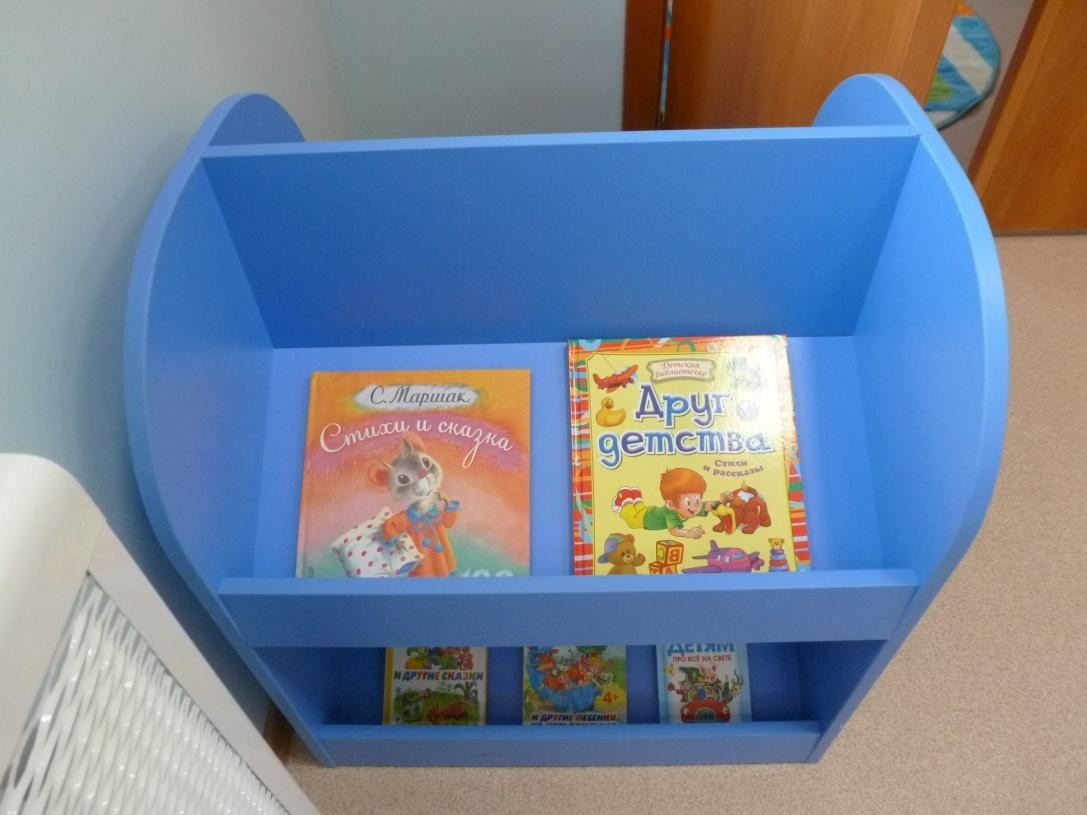 С. Маршак
Стихи и сказка
Детская
библиотека
Друг
детства
Стихи
и рассказы
И ДРУГИЕ СКАЗКИ
4+
И ДРУГИЕ ПЕСЕНКИ
ДЕТЯМ
ПРО ВСЁ НА СВЕТЕ